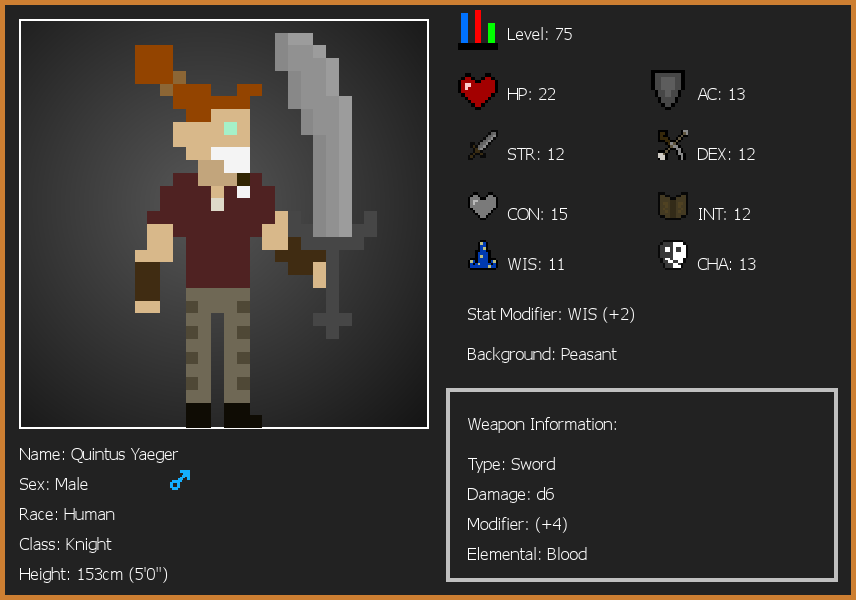 Level: 75
HP: 22
AC: 13
STR: 12
DEX: 12
CON: 15
INT: 12
WIS: 11
CHA: 13
Stat Modifier: WIS (+2)
Background: Peasant
Weapon Information:
Type: Sword
Damage: d6
Modifier: (+4)
Elemental: Blood
Name: Quintus Yaeger
Sex: Male
Race: Human
Class: Knight
Height: 153cm (5'0")